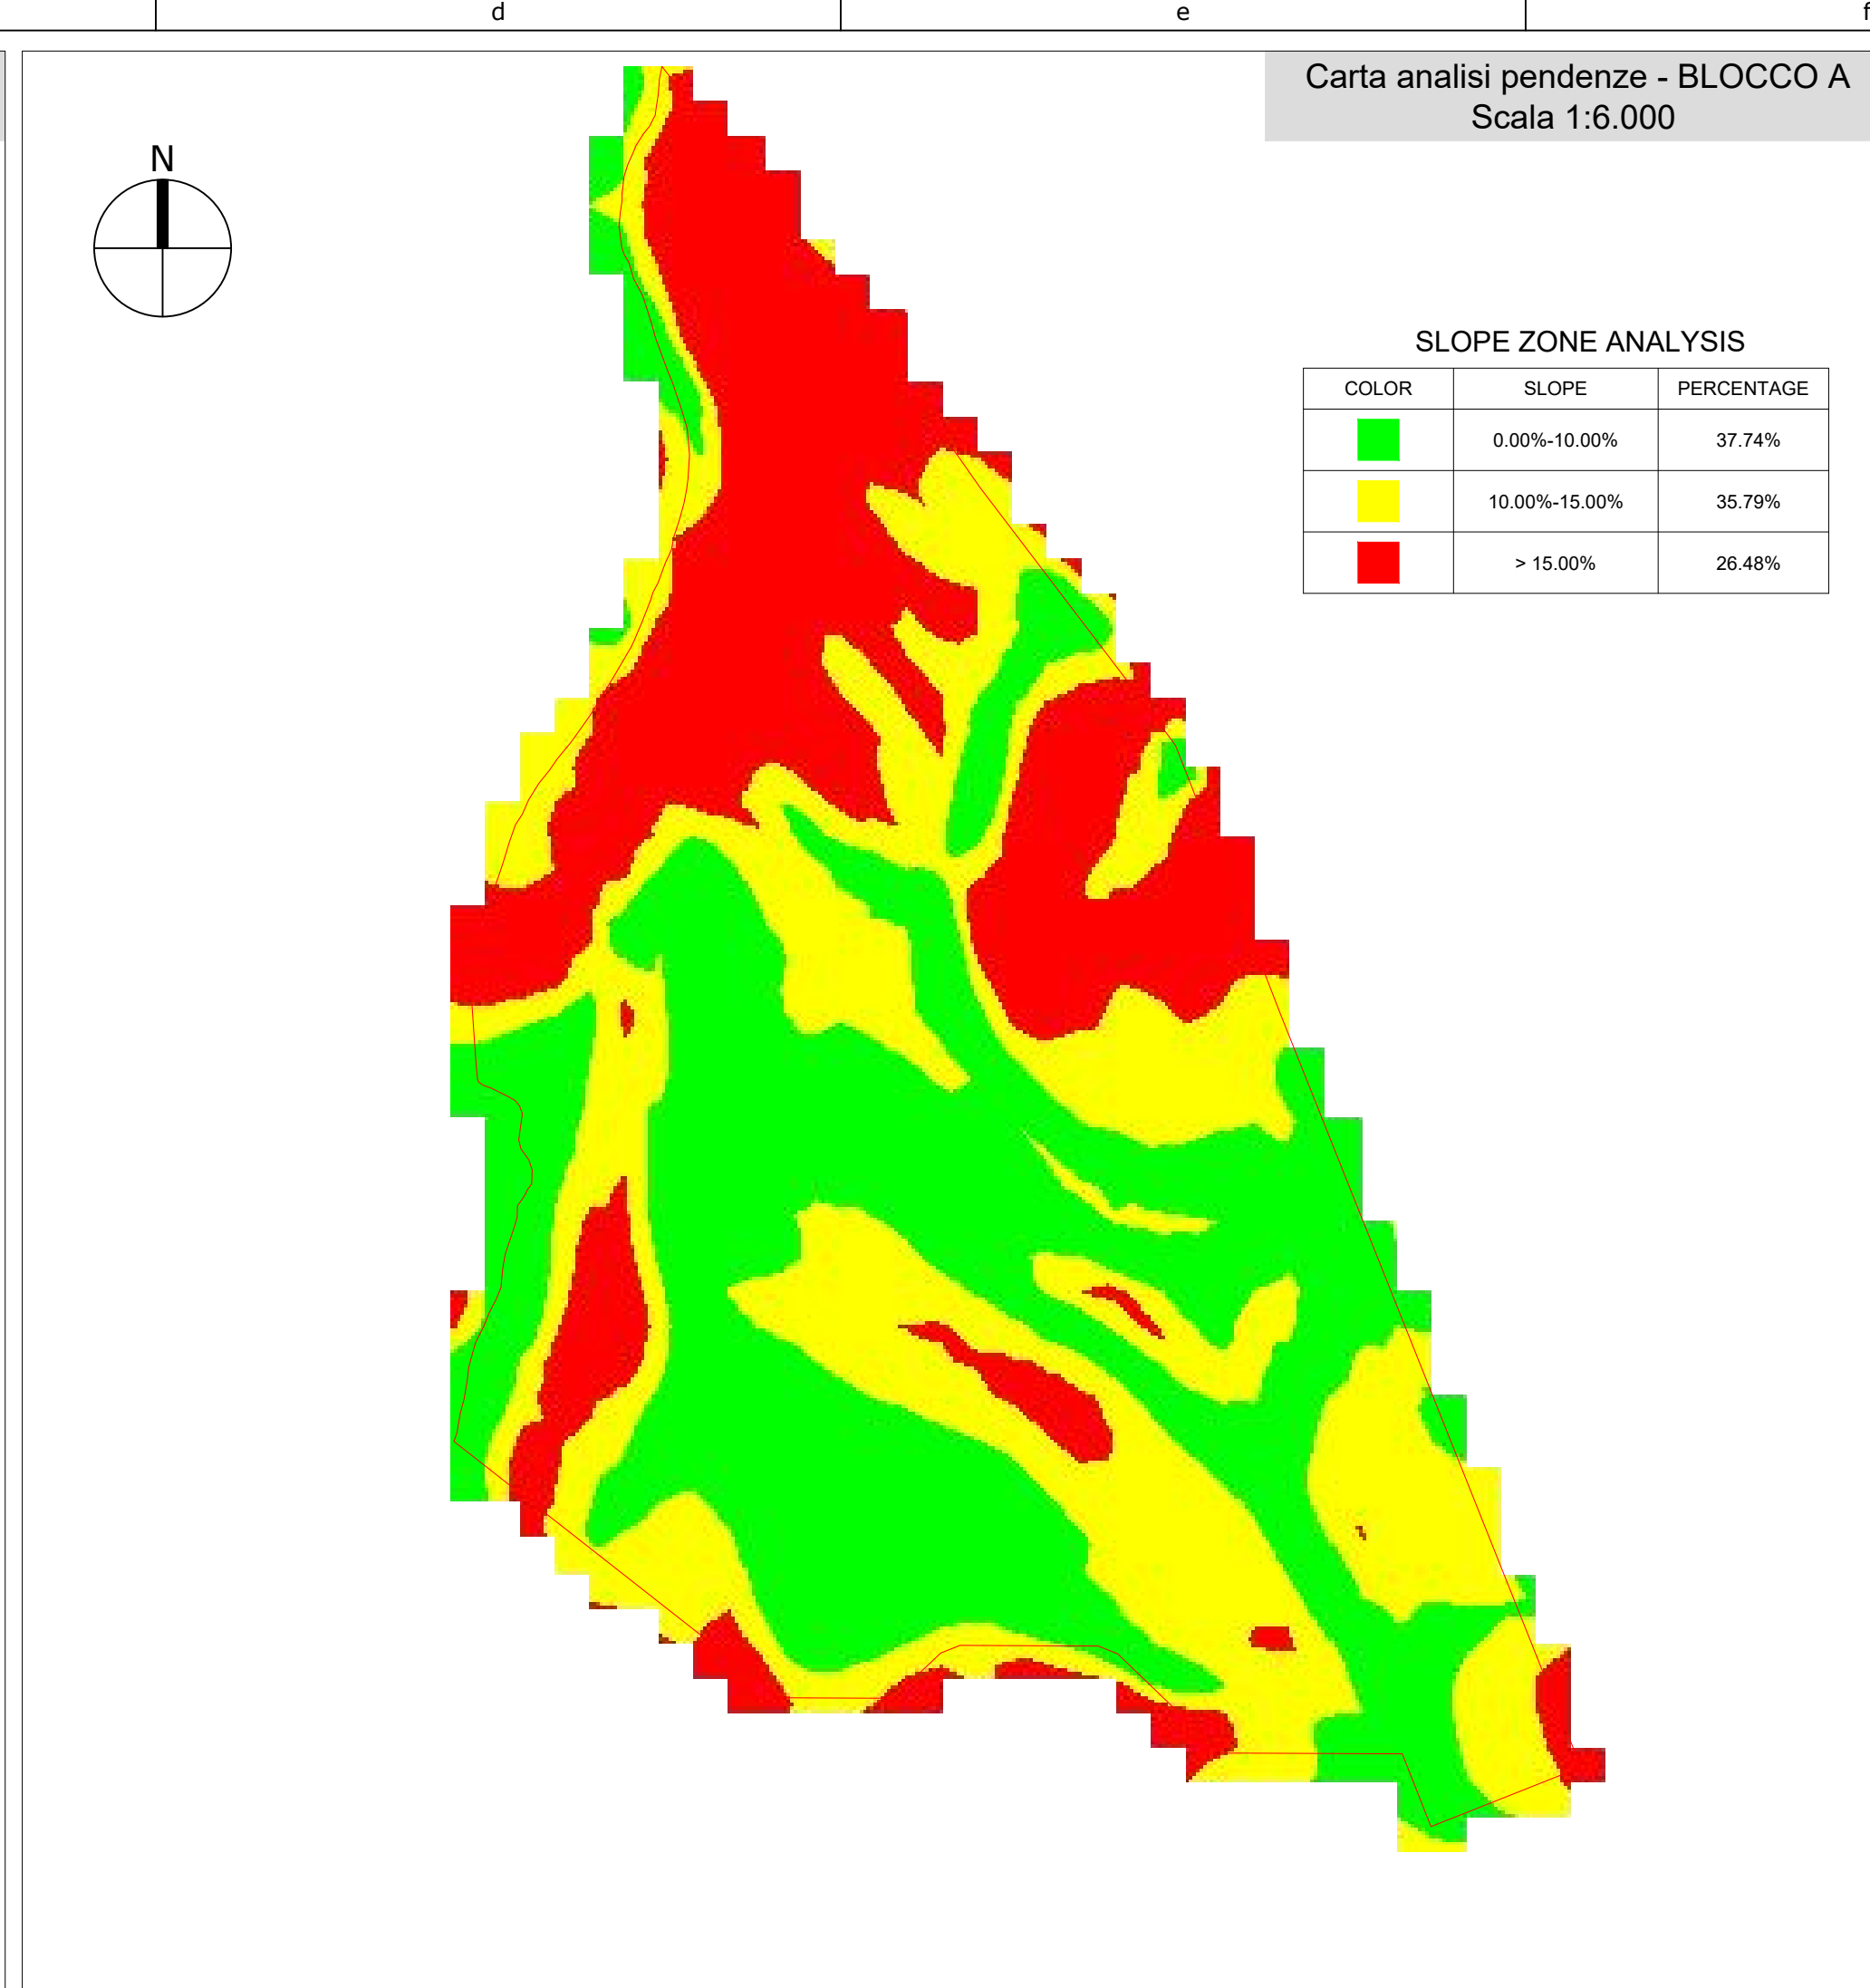 d e f
Carta analisi pendenze - BLOCCO A
Scala 1:6.000
N
SLOPE ZONE ANALYSIS
COLOR SLOPE PERCENTAGE
0.00%-10.00% 37.74%
10.00%-15.00% 35.79%
> 15.00% 26.48%